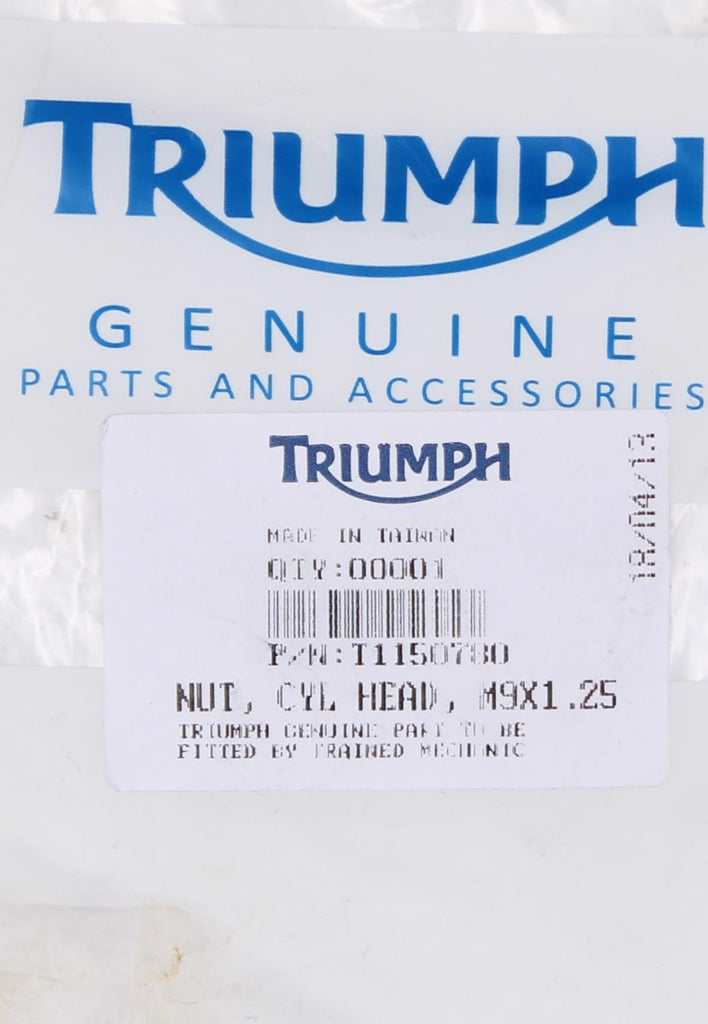 TRIUMPH
GENUINE
PARTS AND ACCESSORIES
TRIUMPH
18/04/13
MADE IN TAIWAN
QTY:00001
P/N:T1150780
NUT, CYL HEAD, M9X1.25
TRIUMPH GENUINE PART TO BE
FITTED BY TRAINED MECHANIC